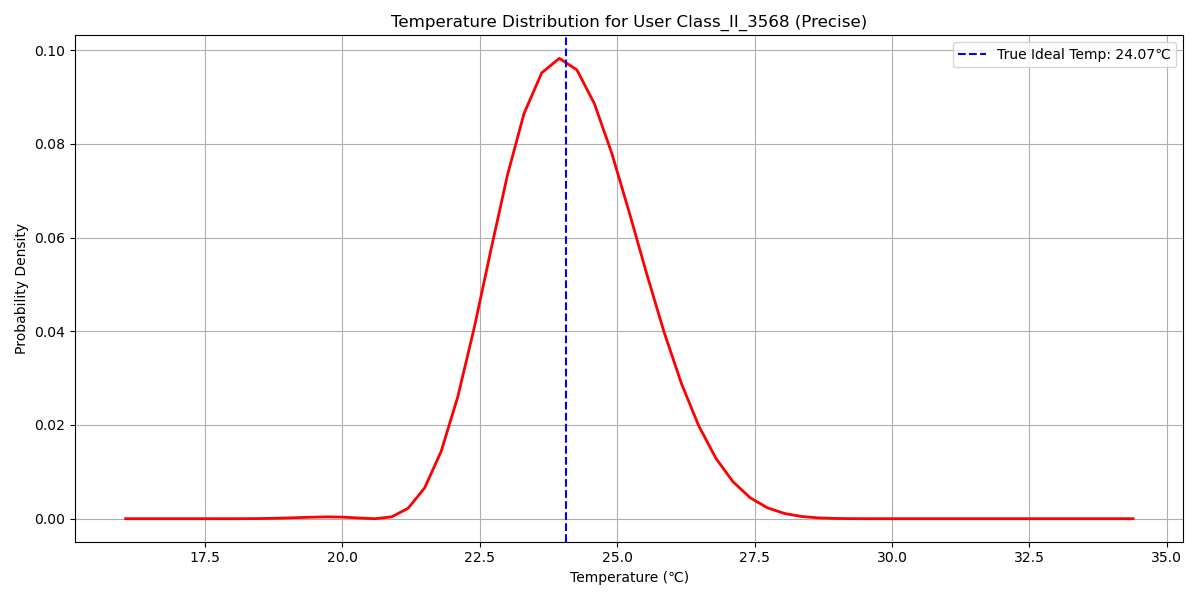 Temperature Distribution for User Class_II_3568 (Precise)
True Ideal Temp: 24.07℃
Probability Density
0.10
0.08
0.06
0.04
0.02
0.00
17.5 20.0 22.5 25.0 27.5 30.0 32.5 35.0
Temperature (℃)